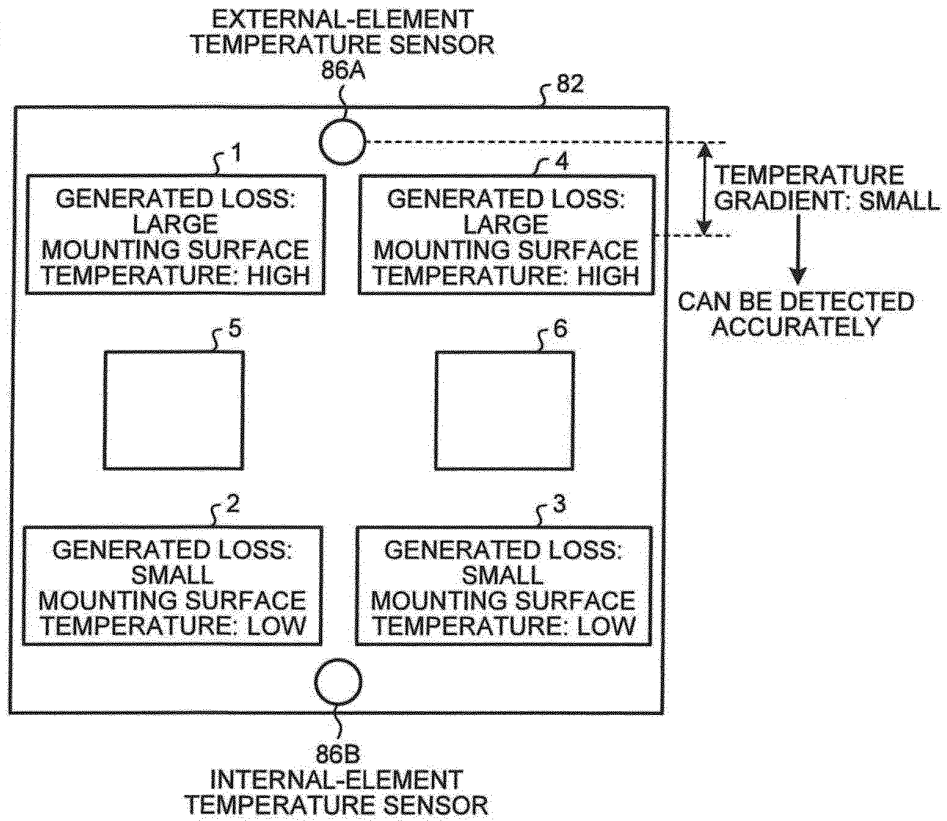 EXTERNAL-ELEMENT
TEMPERATURE SENSOR
86A
82
1
4
GENERATED LOSS:
LARGE
MOUNTING SURFACE
TEMPERATURE: HIGH
GENERATED LOSS:
LARGE
MOUNTING SURFACE
TEMPERATURE: HIGH
TEMPERATURE
GRADIENT: SMALL
CAN BE DETECTED
ACCURATELY
5
6
2
3
GENERATED LOSS:
SMALL
MOUNTING SURFACE
TEMPERATURE: LOW
GENERATED LOSS:
SMALL
MOUNTING SURFACE
TEMPERATURE: LOW
86B
INTERNAL-ELEMENT
TEMPERATURE SENSOR